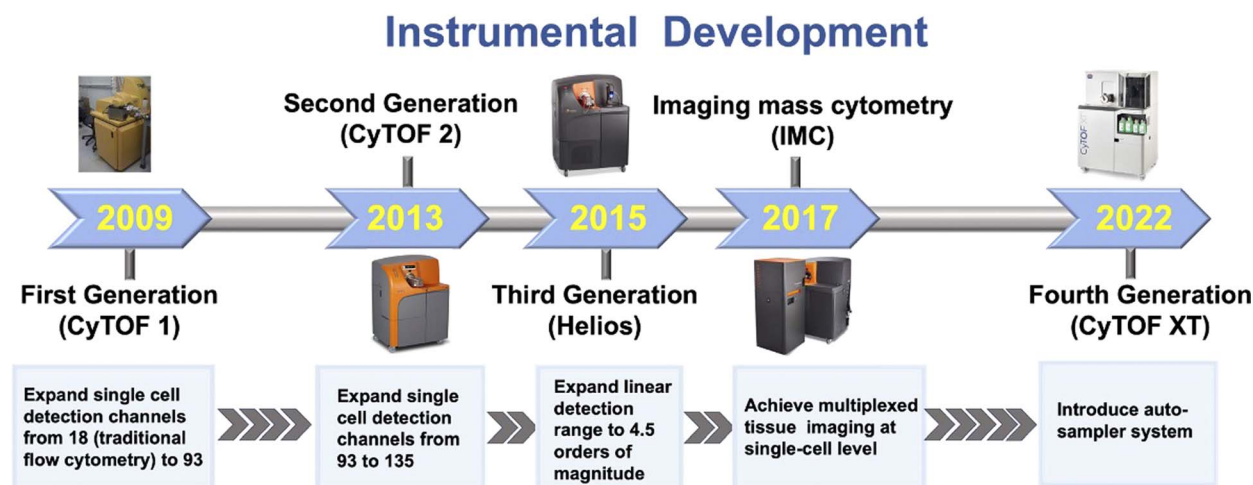 Instrumental Development
Second Generation
(CyTOF 2)
Imaging mass cytometry
(IMC)
CyTOF XT
2009
2013
2015
2017
2022
First Generation
(CyTOF 1)
Third Generation
(Helios)
Fourth Generation
(CyTOF XT)
Expand single cell
detection channels
from 18 (traditional
flow cytometry) to 93
Expand single cell
detection
channels from
93 to 135
Expand linear
detection
range to 4.5
orders of
magnitude
Achieve multiplexed
tissue imaging at
single-cell level
Introduce auto-
sampler system